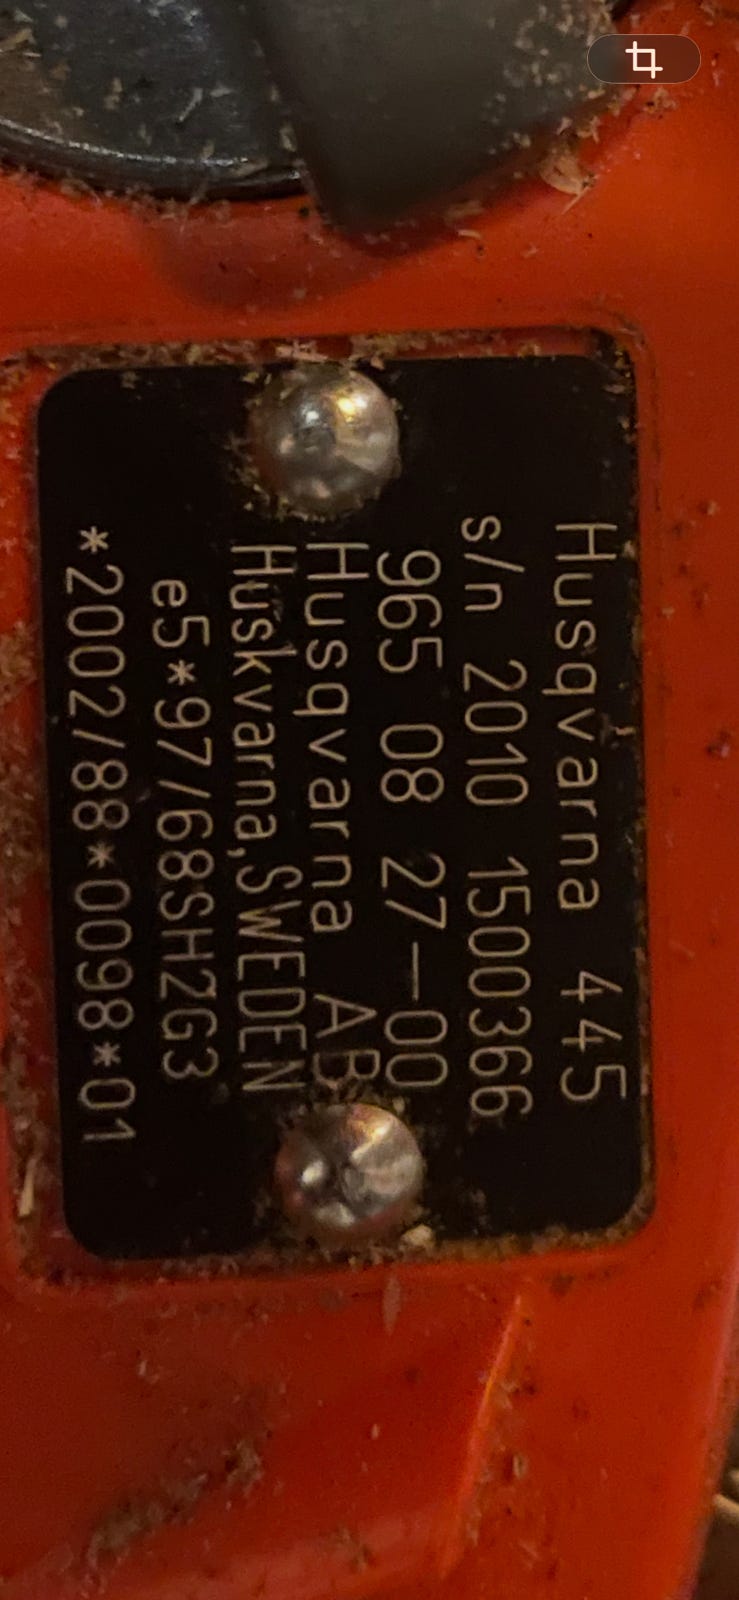 Husqvarna 445
s/n 2010 1500366
965 08 27-00
Husqvarna AB
Huskvarna,SWEDEN
e5*97/68SH2G3
*2002/88*0098*01